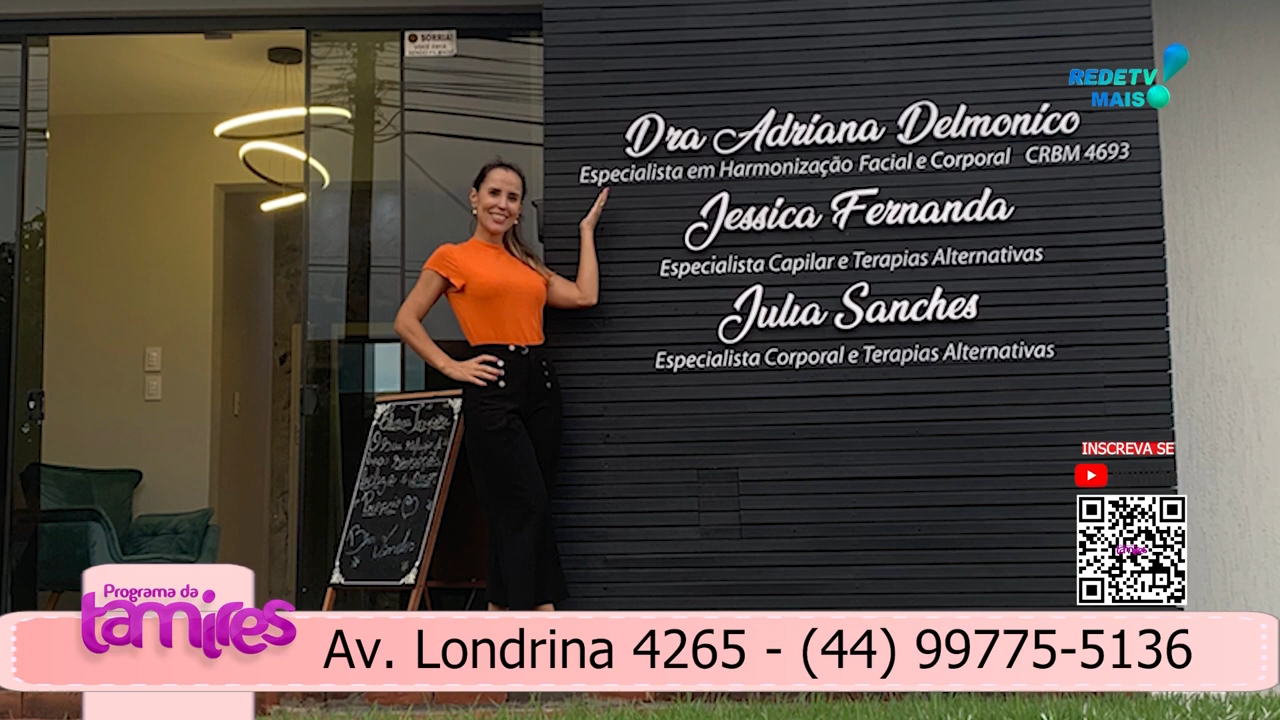 SORRIA!
REDETV
MAIS
Dra Adriana Delmonico
Especialista em Harmonização Facial e Corporal CRBM 4693
Jessica Fernanda
Especialista Capilar e Terapias Alternativas
Julia Sanches
Especialista Corporal e Terapias Alternativas
INSCREVA SE
Programa da
tamires
Av. Londrina 4265 - (44) 99775-5136